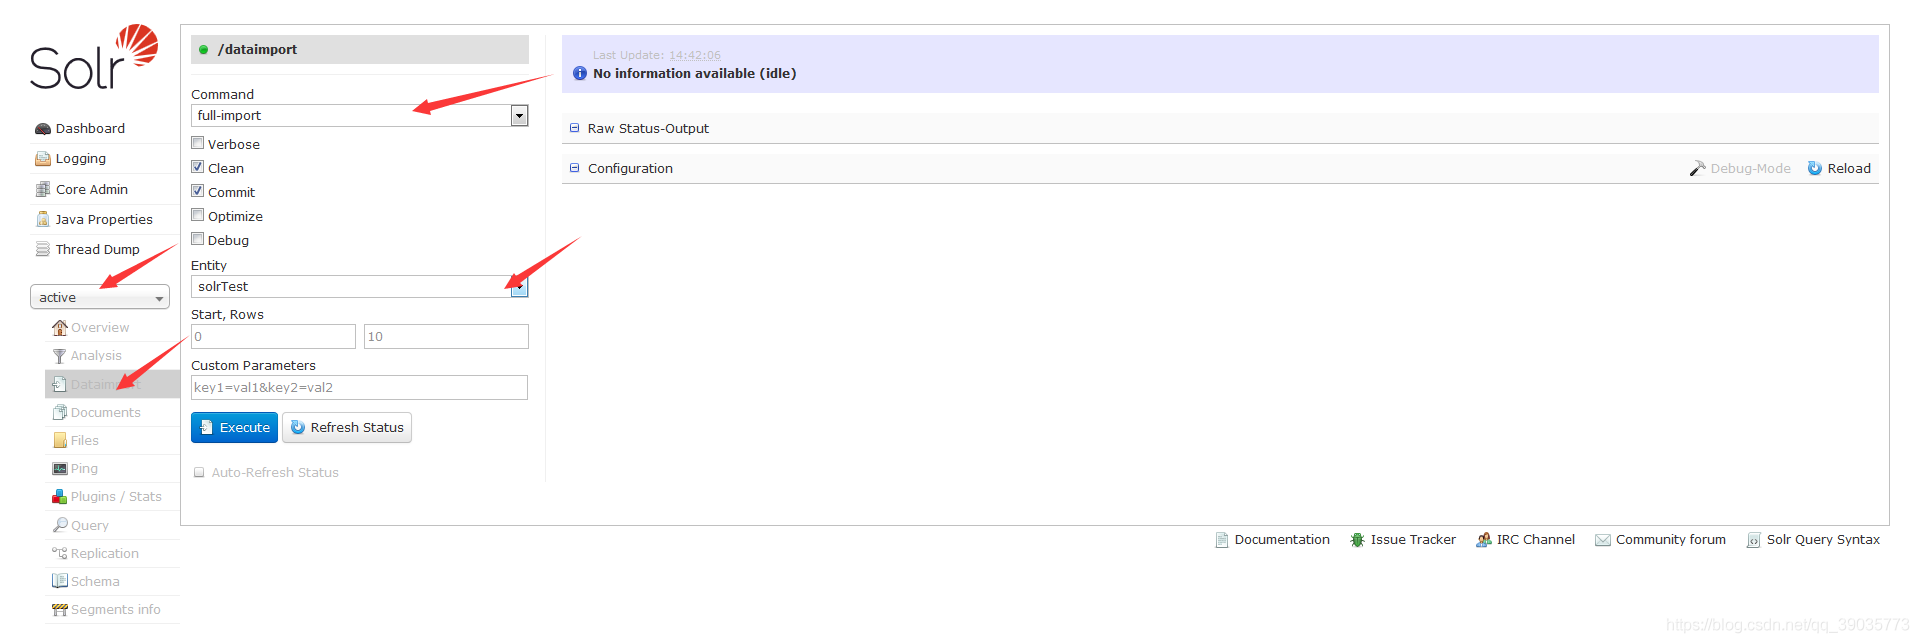 Solr
Dashboard
Logging
Core Admin
Java Properties
Thread Dump
active
Overview
Analysis
Documents
Files
Ping
Plugins / Stats
Query
Replication
Schema
Segments info
/dataimport
Command
full-import
Verbose
Clean
Commit
Optimize
Debug
Entity
solrTest
Start, Rows
0 10
Custom Parameters
key1=val1&key2=val2
Execute Refresh Status
Auto-Refresh Status
Last Update: 14:42:06
No information available (idle)
Raw Status-Output
Configuration Debug-Mode Reload
Documentation Issue Tracker IRC Channel Community forum Solr Query Syntax
https://blog.csdn.net/qq_39035773